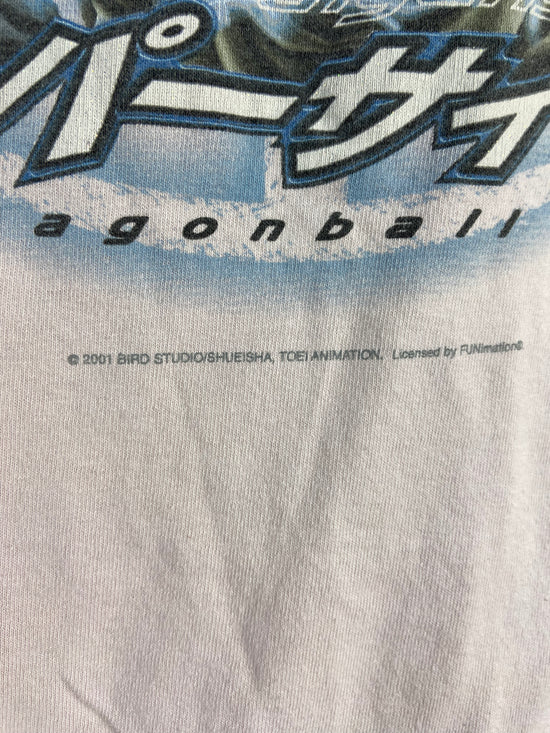 パーサイ
agonball
© 2001 BIRD STUDIO/SHUEISHA, TOEI ANIMATION. Licensed by FUNimation®.